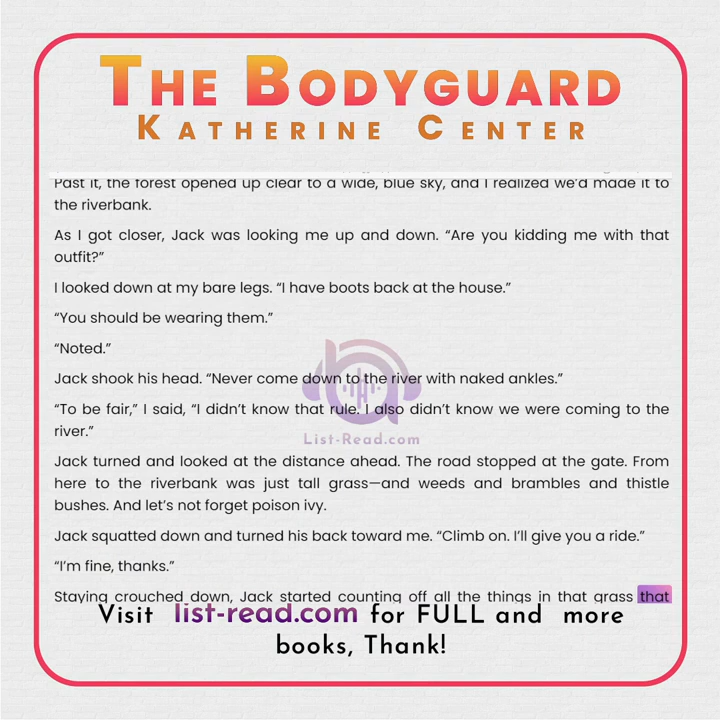 THE BODYGUARD
KATHERINE CENTER
Past it, the forest opened up clear to a wide, blue sky, and I realized we’d made it to
the riverbank.
As I got closer, Jack was looking me up and down. “Are you kidding me with that
outfit?”
I looked down at my bare legs. “I have boots back at the house.”
“You should be wearing them.”
“Noted.”
Jack shook his head. “Never come down to the river with naked ankles.”
“To be fair,” I said, “I didn’t know that rule. I also didn’t know we were coming to the
river.”
List-Read.com
Jack turned and looked at the distance ahead. The road stopped at the gate. From
here to the riverbank was just tall grass—and weeds and brambles and thistle
bushes. And let’s not forget poison ivy.
Jack squatted down and turned his back toward me. “Climb on. I’ll give you a ride.”
“I’m fine, thanks.”
Staying crouched down, Jack started counting off all the things in that grass that
Visit list-read.com for FULL and more
books, Thank!